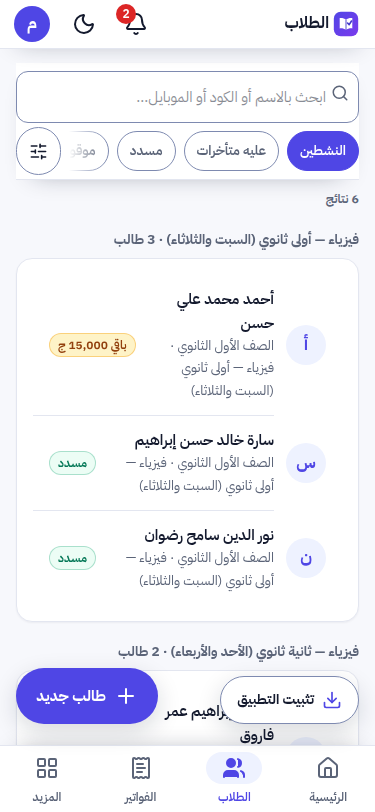 الطلاب
2
م
ابحث بالاسم أو الكود أو الموبايل...
النشطين
عليه متأخرات
مسدد
6 نتائج
فيزياء — أولى ثانوي (السبت والثلاثاء) · 3 طالب
أ
أحمد محمد علي
حسن
الصف الأول الثانوي ·
فيزياء — أولى ثانوي
(السبت والثلاثاء)
باقي 15,000 ج
س
سارة خالد حسن إبراهيم
الصف الأول الثانوي · فيزياء —
أولى ثانوي (السبت والثلاثاء)
مسدد
ن
نور الدين سامح رضوان
الصف الأول الثانوي · فيزياء —
أولى ثانوي (السبت والثلاثاء)
مسدد
فيزياء — ثانية ثانوي (الأحد والأربعاء) · 2 طالب
عمر
فاروق
تثبيت التطبيق
طالب جديد
الرئيسية
الطلاب
الفواتير
المزيد